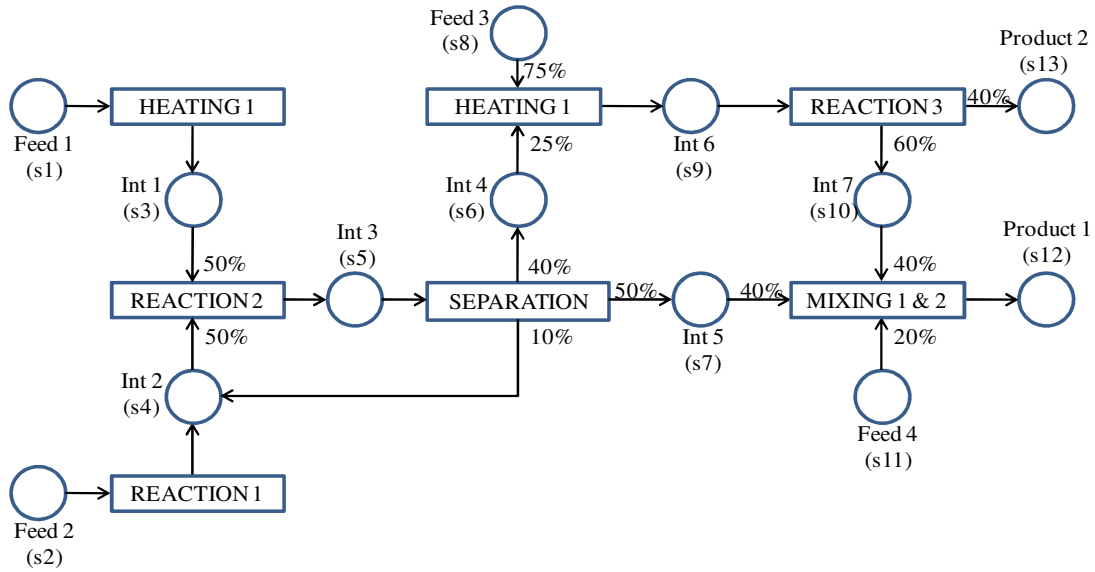 Feed 3
(s8)
Product 2
(s13)
75%
40%
HEATING 1
HEATING 1
REACTION 3
Feed 1
(s1)
25%
Int 6
(s9)
60%
Int 1
(s3)
Int 4
(s6)
Int 7
(s10)
Int 3
(s5)
Product 1
(s12)
50%
40%
40%
REACTION 2
SEPARATION
50%
40%
MIXING 1 & 2
50%
10%
20%
Int 5
(s7)
Int 2
(s4)
Feed 4
(s11)
REACTION 1
Feed 2
(s2)